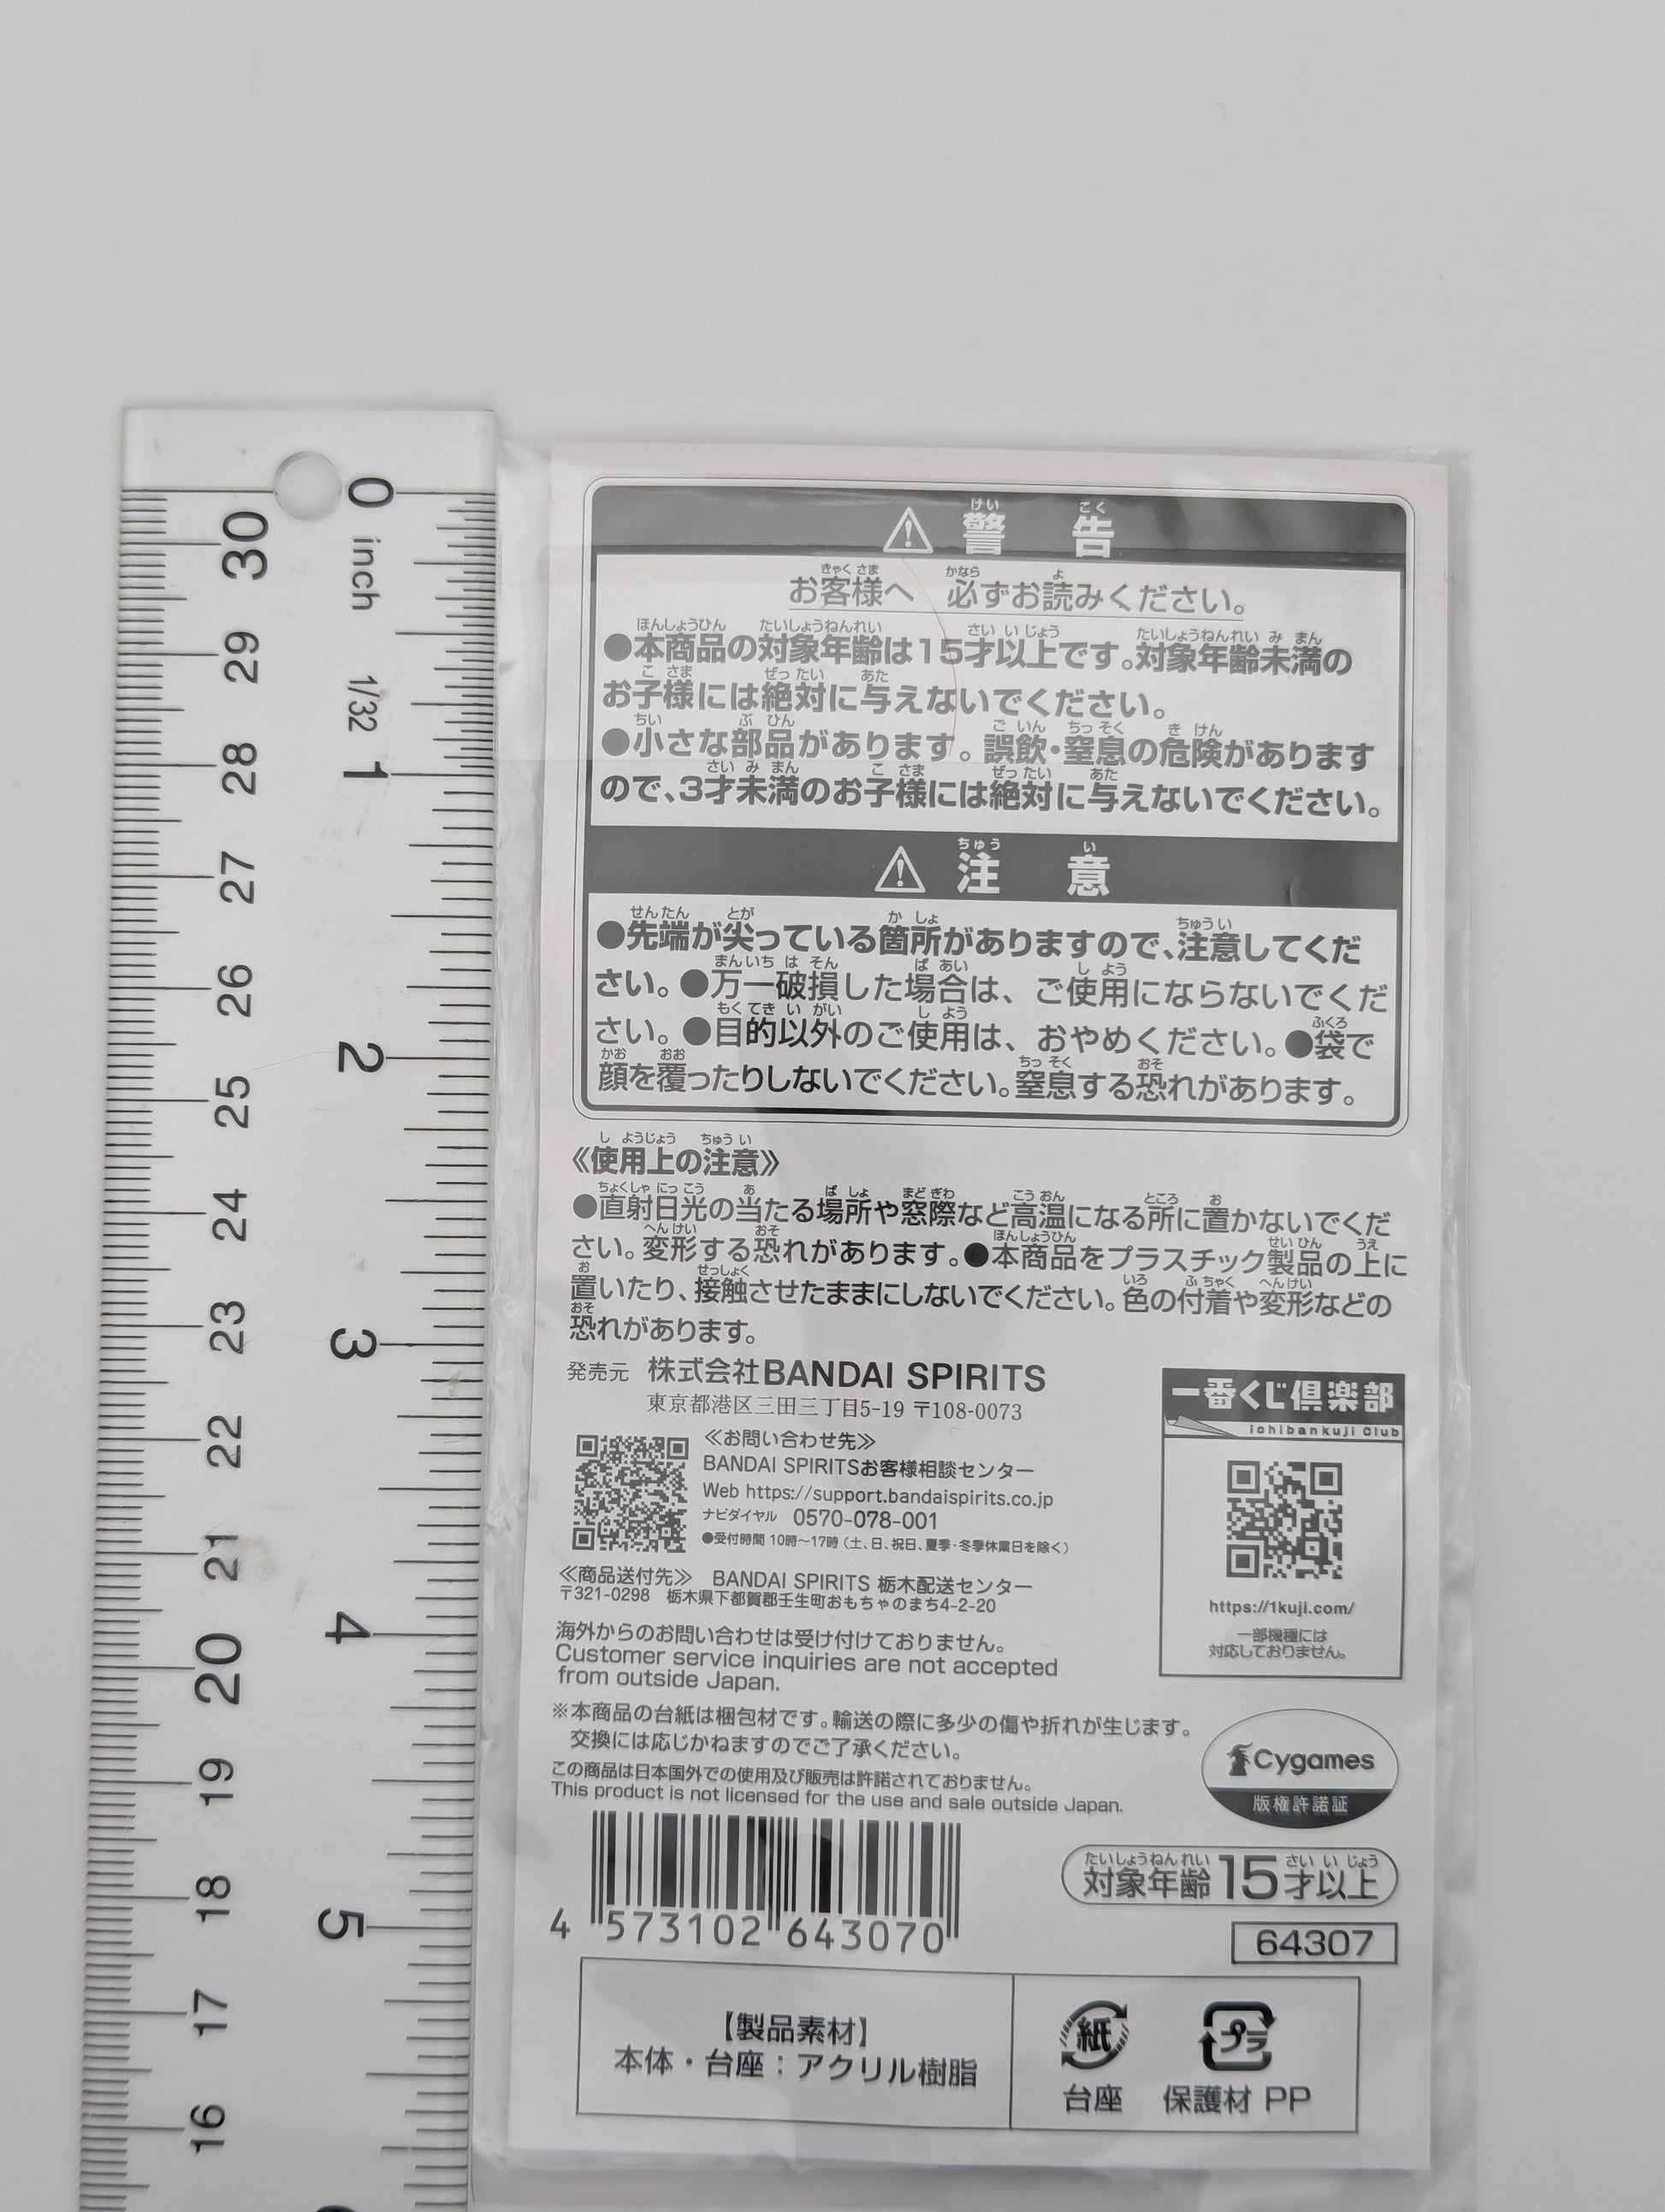 0 inch 1/32 1 2 3 4 5
30 29 28 27 26 25 24 23 22 21 20 19 18 17 16
警告
お客様へ 必ずお読みください。
●本商品の対象年齢は15才以上です。対象年齢未満の
お子様には絶対に与えないでください。
●小さな部品があります。誤飲・窒息の危険があります
ので、3才未満のお子様には絶対に与えないでください。
注意
●先端が尖っている箇所がありますので、注意してくだ
さい。●万一破損した場合は、ご使用にならないでくだ
さい。●目的以外のご使用は、おやめください。●袋で
顔を覆ったりしないでください。窒息する恐れがあります。
《使用上の注意》
●直射日光の当たる場所や窓際など高温になる所に置かないでくだ
さい。変形する恐れがあります。●本商品をプラスチック製品の上に
置いたり、接触させたままにしないでください。色の付着や変形などの
恐れがあります。
発売元 株式会社BANDAI SPIRITS
東京都港区三田三丁目5-19 〒108-0073
≪お問い合わせ先≫
BANDAI SPIRITSお客様相談センター
Web https://support.bandaispirits.co.jp
ナビダイヤル 0570-078-001
●受付時間 10時～17時（土、日、祝日、夏季・冬季休業日を除く）
≪商品送付先≫ BANDAI SPIRITS 栃木配送センター
〒321-0298 栃木県下都賀郡壬生町おもちゃのまち4-2-20
海外からのお問い合わせは受け付けておりません。
Customer service inquiries are not accepted
from outside Japan.
一番くじ倶楽部
Ichibankuji Club
https://1kuji.com/
一部機種には
対応しておりません。
※本商品の台紙は梱包材です。輸送の際に多少の傷や折れが生じます。
交換には応じかねますのでご了承ください。
この商品は日本国外での使用及び販売は許諾されておりません。
This product is not licensed for the use and sale outside Japan.
Cygames
版権許諾証
4 573102 643070
対象年齢 15才以上
64307
【製品素材】
本体・台座：アクリル樹脂
紙
台座
プラ
保護材 PP